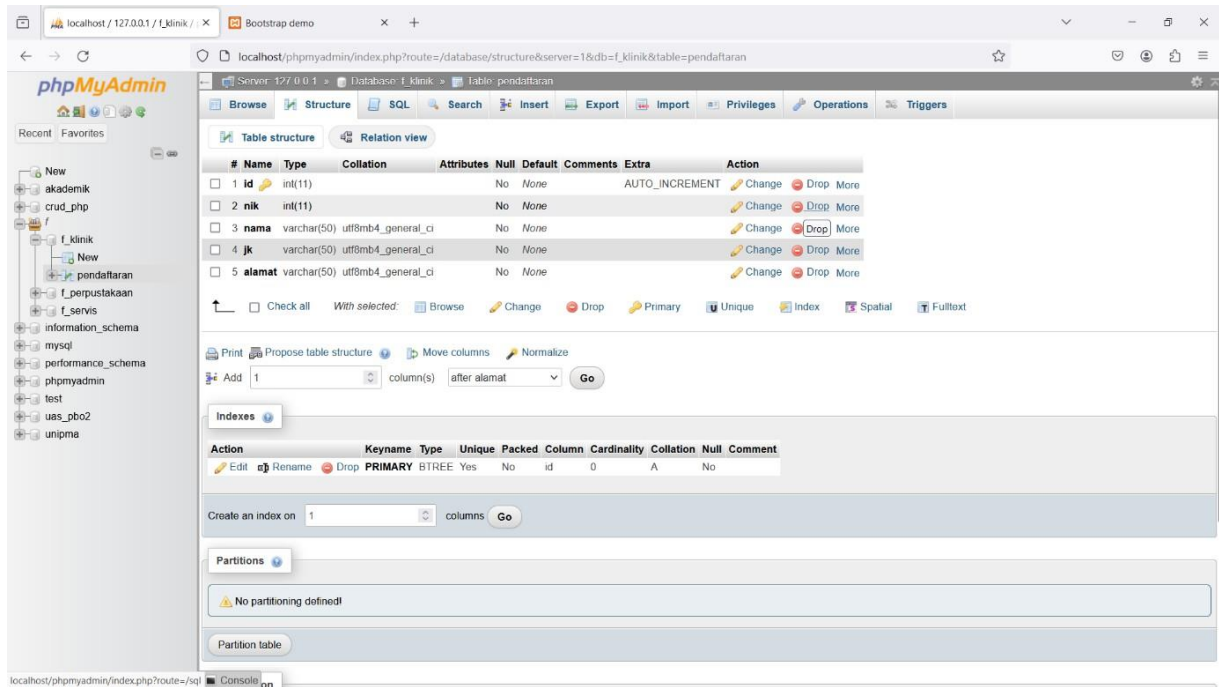 localhost / 127.0.0.1 / f_klinik / p
Bootstrap demo
localhost/phpmyadmin/index.php?route=/database/structure&server=1&db=f_klinik&table=pendaftaran
phpMyAdmin
Recent Favorites
New
akademik
crud_php
f
f_klinik
New
pendaftaran
f_perpustakaan
f_servis
information_schema
mysql
performance_schema
phpmyadmin
test
uas_pbo2
unipma
Server: 127.0.0.1 » Database: f_klinik » Table: pendaftaran
Browse Structure SQL Search Insert Export Import Privileges Operations Triggers
Table structure Relation view
# Name Type Collation Attributes Null Default Comments Extra Action
1 id int(11) No None AUTO_INCREMENT Change Drop More
2 nik int(11) No None Change Drop More
3 nama varchar(50) utf8mb4_general_ci No None Change Drop More
4 jk varchar(50) utf8mb4_general_ci No None Change Drop More
5 alamat varchar(50) utf8mb4_general_ci No None Change Drop More
Check all With selected: Browse Change Drop Primary Unique Index Spatial Fulltext
Print Propose table structure Move columns Normalize
Add 1 column(s) after alamat Go
Indexes
Action Keyname Type Unique Packed Column Cardinality Collation Null Comment
Edit Rename Drop PRIMARY BTREE Yes No id 0 A No
Create an index on 1 columns Go
Partitions
No partitioning defined!
Partition table
localhost/phpmyadmin/index.php?route=/sql Console